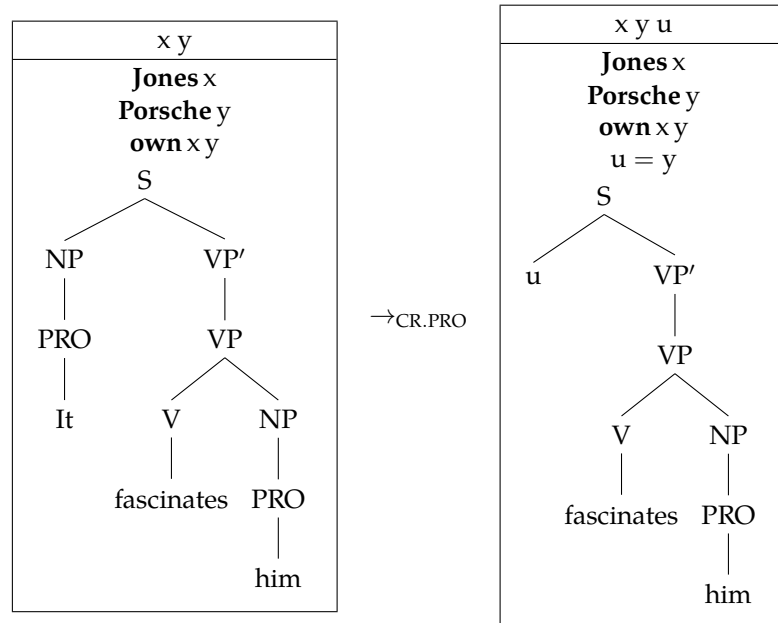 x y
Jones x
Porsche y
own x y
S
NP VP′
PRO VP
It V NP
fascinates PRO
him
→CR.PRO
x y u
Jones x
Porsche y
own x y
u = y
S
u VP′
VP
V NP
fascinates PRO
him